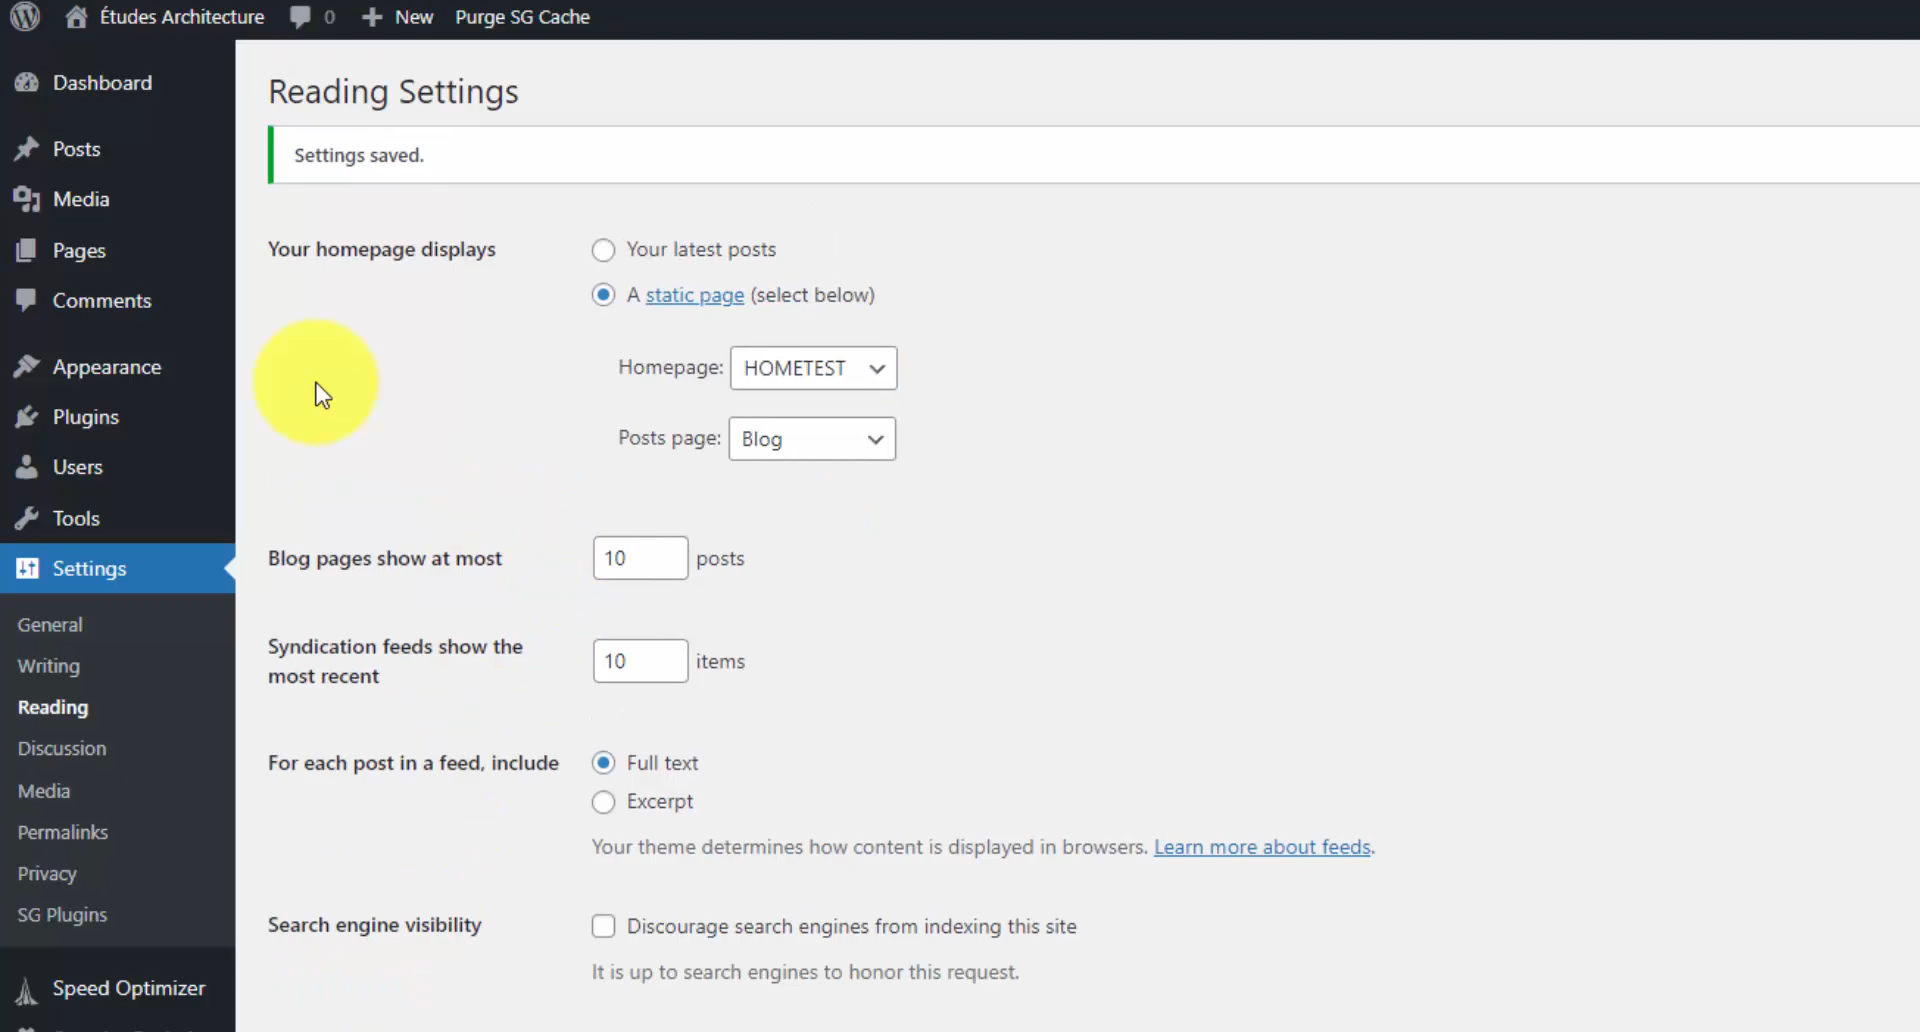 Études Architecture 0 New Purge SG Cache
Dashboard
Posts
Media
Pages
Comments
Appearance
Plugins
Users
Tools
Settings
General
Writing
Reading
Discussion
Media
Permalinks
Privacy
SG Plugins
Speed Optimizer
Reading Settings
Settings saved.
Your homepage displays
Your latest posts
A static page (select below)
Homepage: HOMETEST
Posts page: Blog
Blog pages show at most 10 posts
Syndication feeds show the
most recent
10 items
For each post in a feed, include
Full text
Excerpt
Your theme determines how content is displayed in browsers. Learn more about feeds.
Search engine visibility
Discourage search engines from indexing this site
It is up to search engines to honor this request.